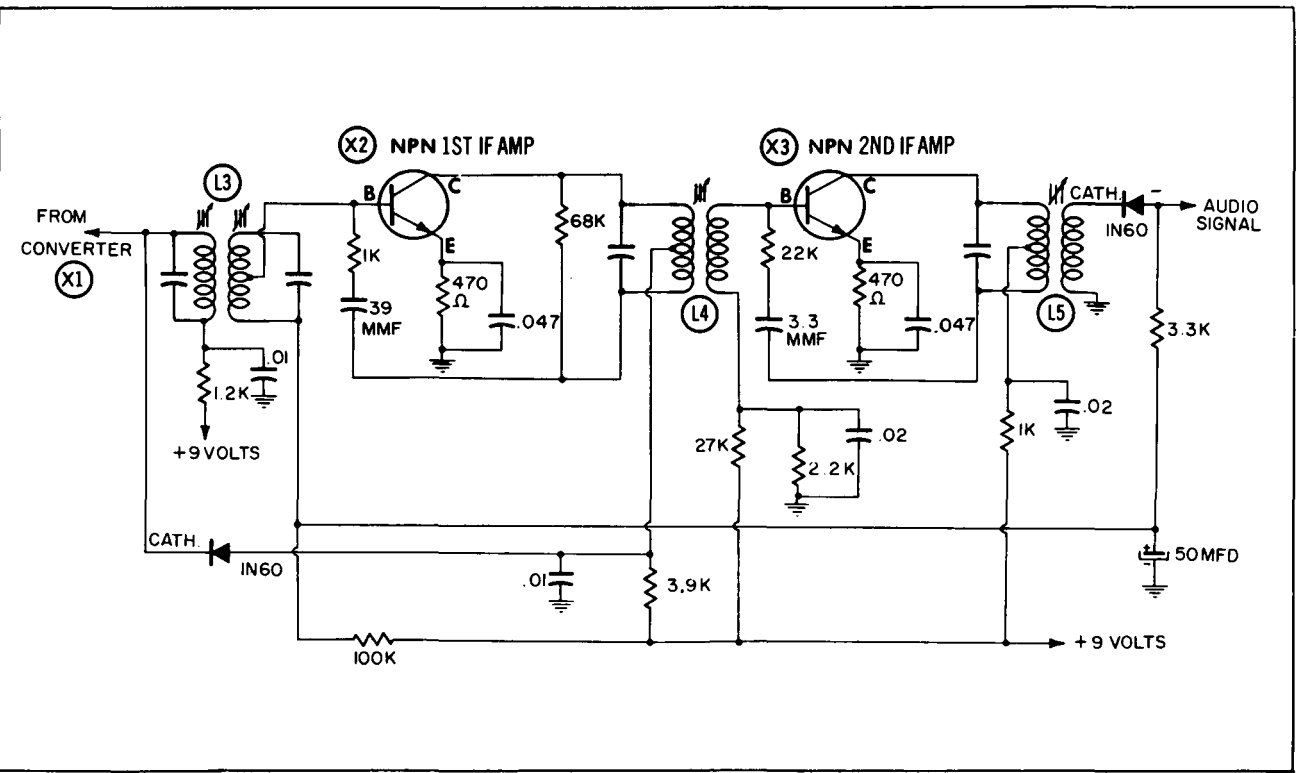 X2 NPN 1ST IF AMP
X3 NPN 2ND IF AMP
L3
B
C
E
B
C
E
CATH.
-
IN60
AUDIO
SIGNAL
FROM
CONVERTER
X1
68K
1K
39
MMF
470
Ω
.047
22K
3.3
MMF
470
Ω
.047
L4
L5
3.3K
.01
1.2K
+9 VOLTS
27K
2.2K
.02
1K
.02
CATH.
IN60
.01
3.9K
+
-
50MFD
100K
+9 VOLTS